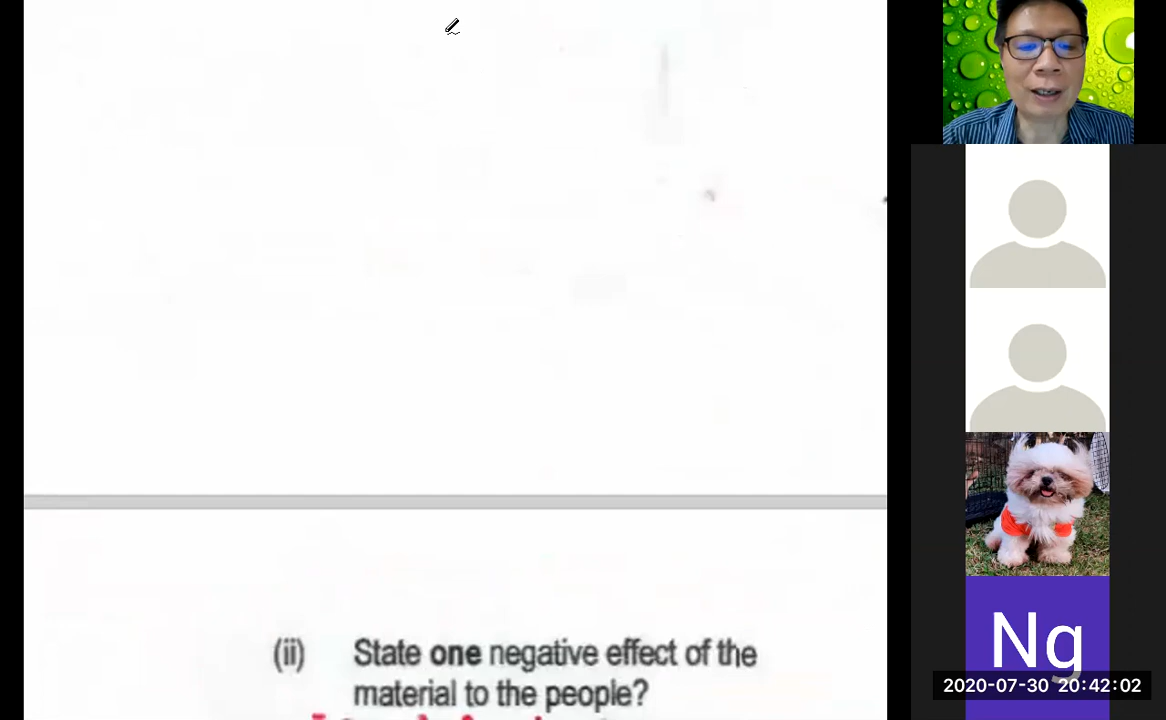 (ii) State one negative effect of the
material to the people?
Ng
2020-07-30 20:42:02